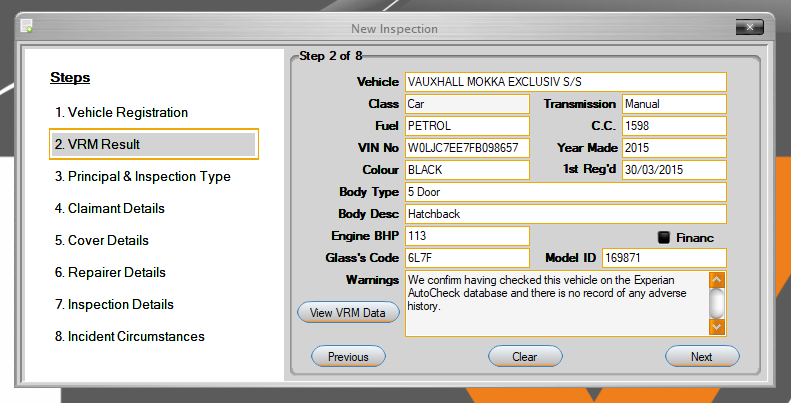 New Inspection
Steps
1. Vehicle Registration
2. VRM Result
3. Principal & Inspection Type
4. Claimant Details
5. Cover Details
6. Repairer Details
7. Inspection Details
8. Incident Circumstances
Step 2 of 8
Vehicle VAUXHALL MOKKA EXCLUSIV S/S
Class Car Transmission Manual
Fuel PETROL C.C. 1598
VIN No W0LJC7EE7FB098657 Year Made 2015
Colour BLACK 1st Reg'd 30/03/2015
Body Type 5 Door
Body Desc Hatchback
Engine BHP 113 Financ
Glass's Code 6L7F Model ID 169871
Warnings We confirm having checked this vehicle on the Experian
AutoCheck database and there is no record of any adverse
history.
View VRM Data
Previous Clear Next